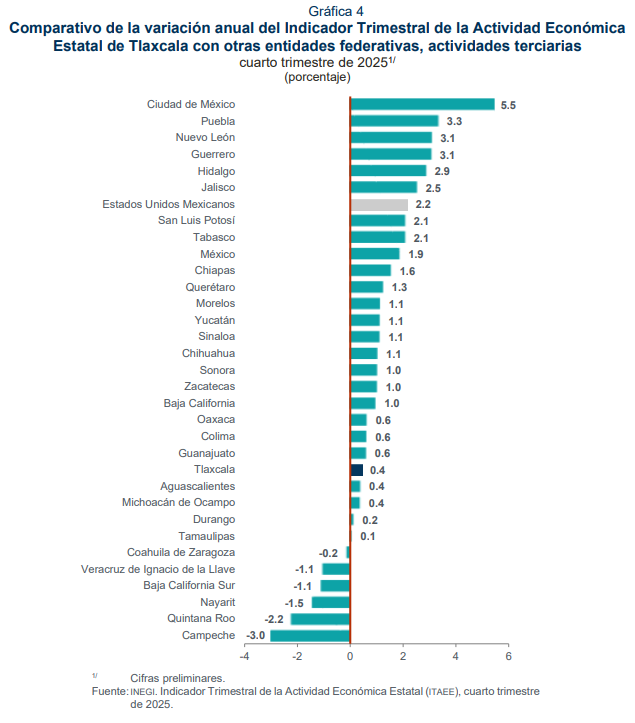 Gráfica 4
Comparativo de la variación anual del Indicador Trimestral de la Actividad Económica
Estatal de Tlaxcala con otras entidades federativas, actividades terciarias
cuarto trimestre de 20251/
(porcentaje)
Ciudad de México 5.5
Puebla 3.3
Nuevo León 3.1
Guerrero 3.1
Hidalgo 2.9
Jalisco 2.5
Estados Unidos Mexicanos 2.2
San Luis Potosí 2.1
Tabasco 2.1
México 1.9
Chiapas 1.6
Querétaro 1.3
Morelos 1.1
Yucatán 1.1
Sinaloa 1.1
Chihuahua 1.1
Sonora 1.0
Zacatecas 1.0
Baja California 1.0
Oaxaca 0.6
Colima 0.6
Guanajuato 0.6
Tlaxcala 0.4
Aguascalientes 0.4
Michoacán de Ocampo 0.4
Durango 0.2
Tamaulipas 0.1
Coahuila de Zaragoza -0.2
Veracruz de Ignacio de la Llave -1.1
Baja California Sur -1.1
Nayarit -1.5
Quintana Roo -2.2
Campeche -3.0
-4 -2 0 2 4 6
1/ Cifras preliminares.
Fuente: INEGI. Indicador Trimestral de la Actividad Económica Estatal (ITAEE), cuarto trimestre
de 2025.